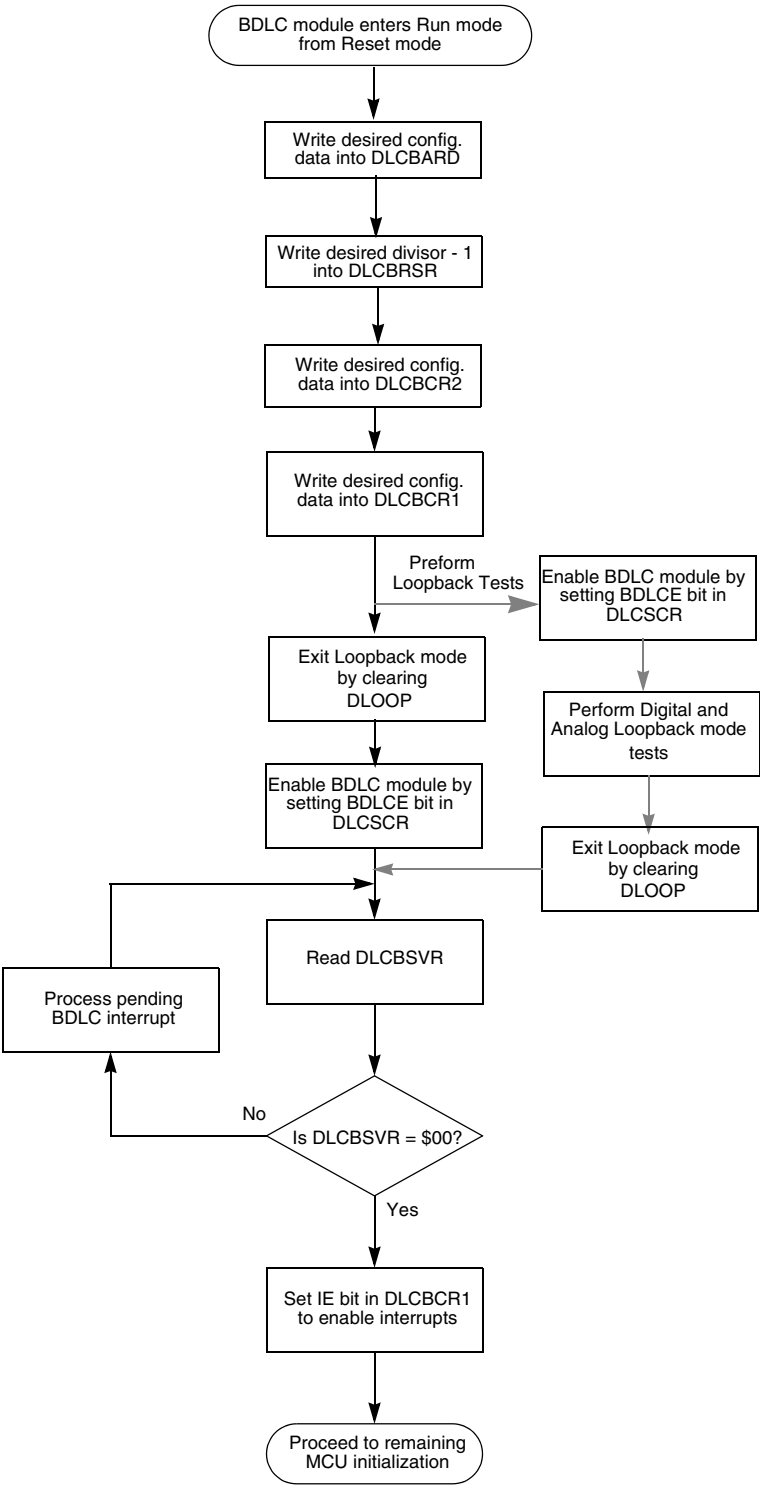 BDLC module enters Run mode
from Reset mode
Write desired config.
data into DLCBARD
Write desired divisor - 1
into DLCBRSR
Write desired config.
data into DLCBCR2
Write desired config.
data into DLCBCR1
Preform
Loopback Tests
Enable BDLC module by
setting BDLCE bit in
DLCSCR
Exit Loopback mode
by clearing
DLOOP
Perform Digital and
Analog Loopback mode
tests
Enable BDLC module by
setting BDLCE bit in
DLCSCR
Exit Loopback mode
by clearing
DLOOP
Read DLCBSVR
Process pending
BDLC interrupt
No
Is DLCBSVR = $00?
Yes
Set IE bit in DLCBCR1
to enable interrupts
Proceed to remaining
MCU initialization